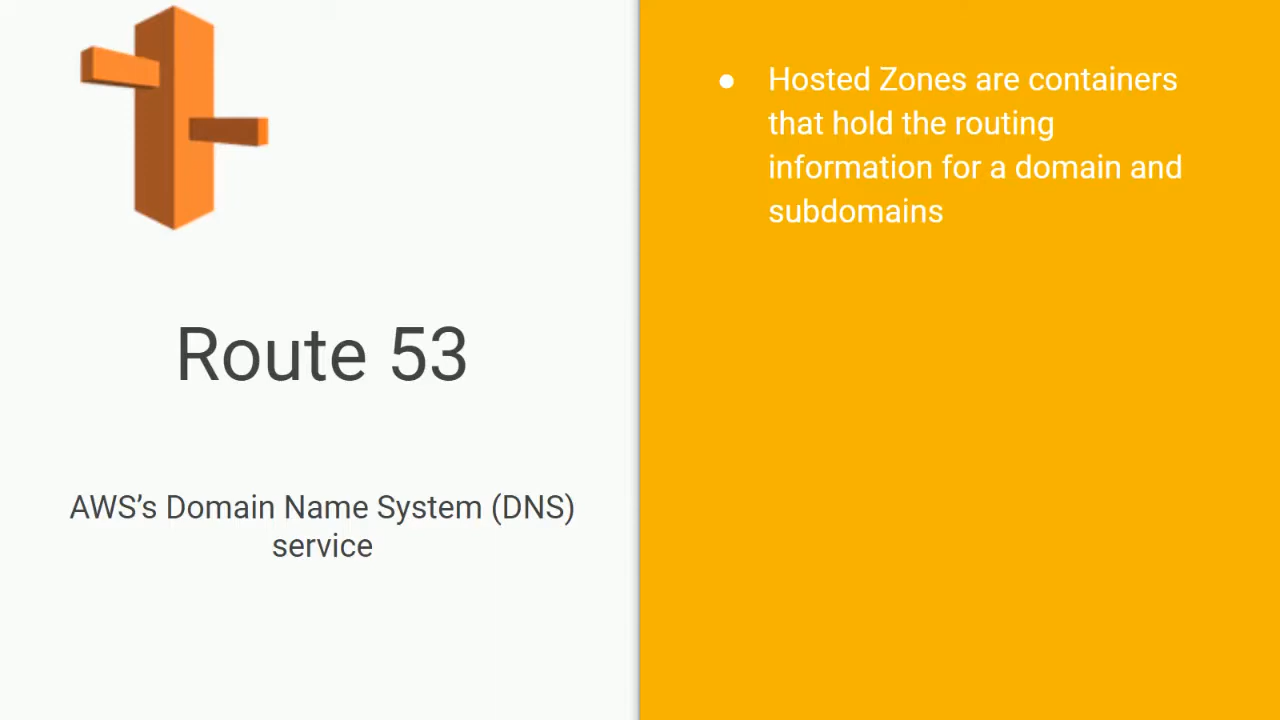 Route 53
AWS’s Domain Name System (DNS)
service
● Hosted Zones are containers
that hold the routing
information for a domain and
subdomains